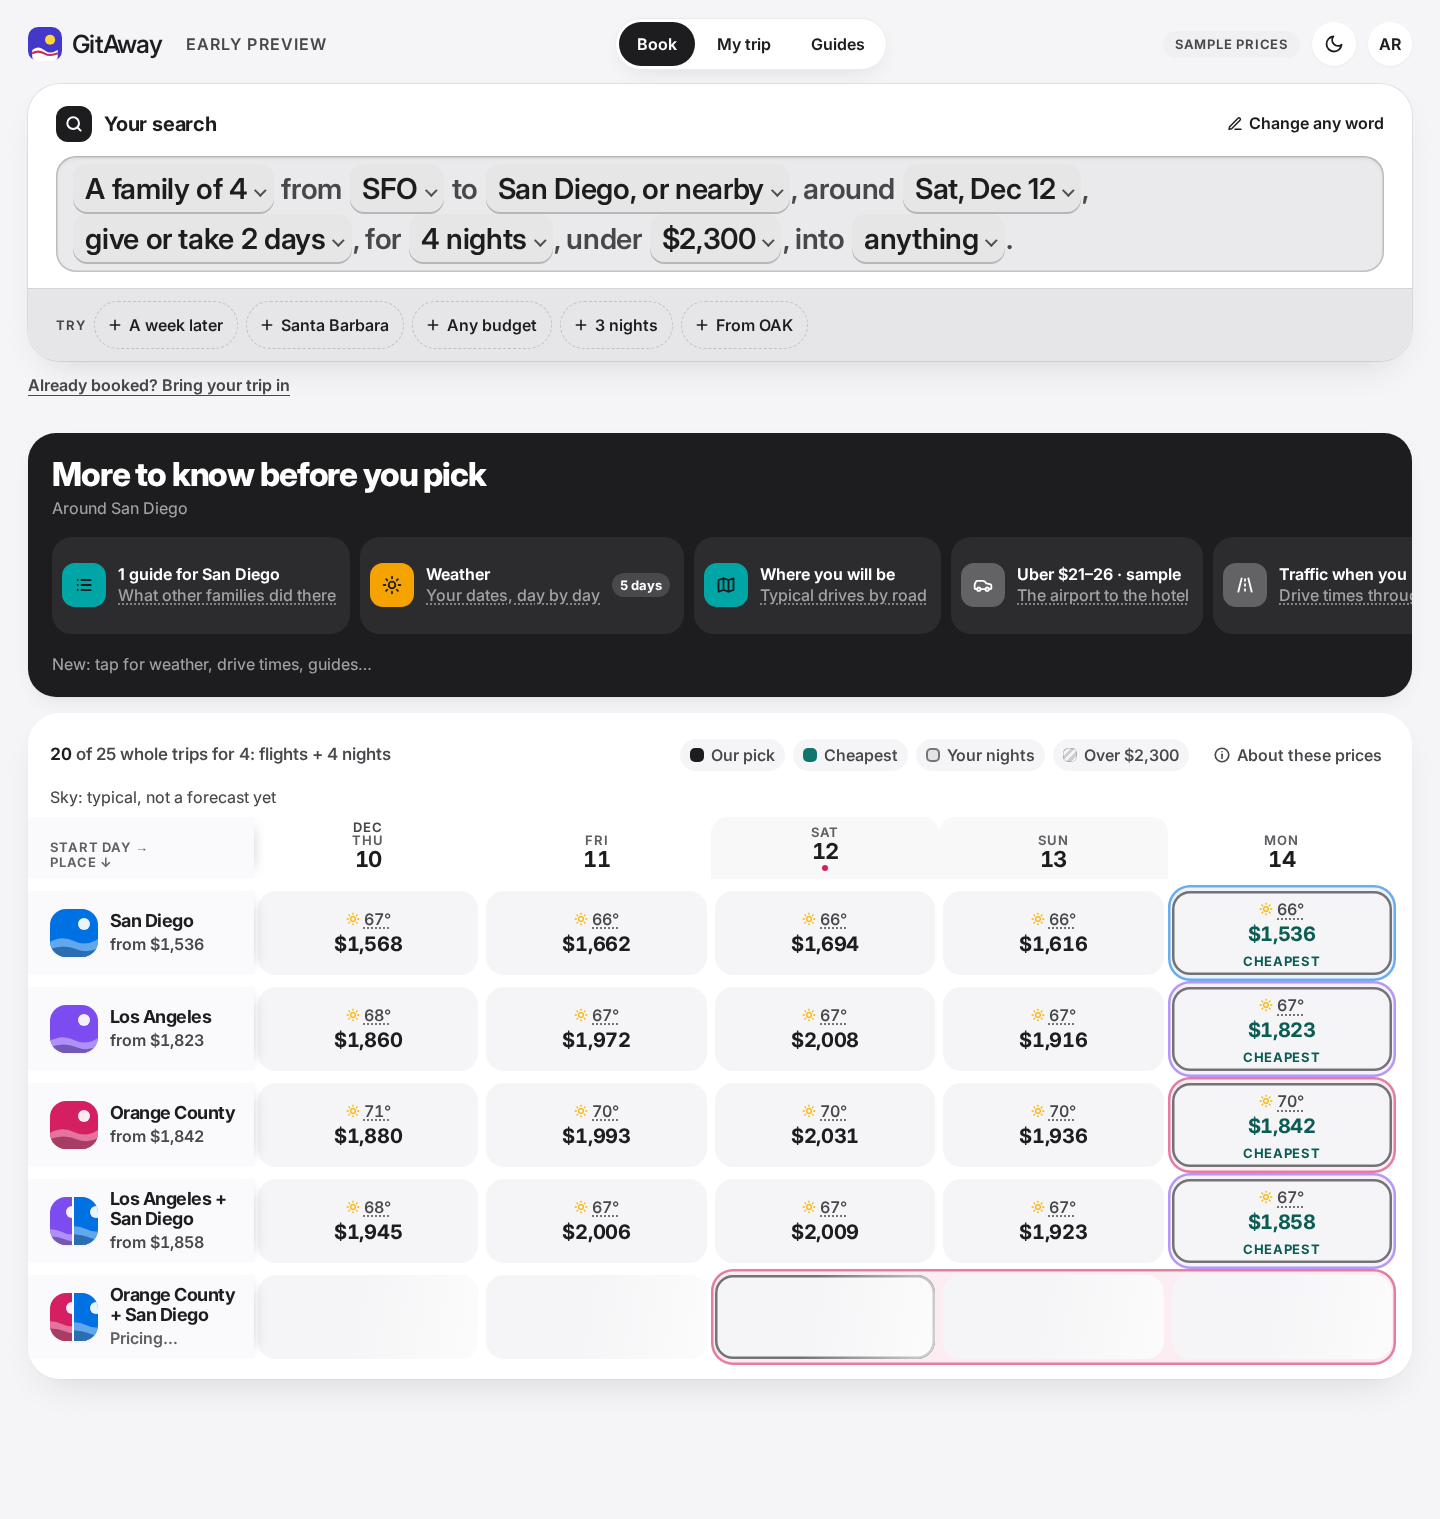 GitAway EARLY PREVIEW Book My trip Guides SAMPLE PRICES AR
Your search Change any word
A family of 4 from SFO to San Diego, or nearby , around Sat, Dec 12 ,
give or take 2 days , for 4 nights , under $2,300 , into anything .
TRY + A week later + Santa Barbara + Any budget + 3 nights + From OAK
Already booked? Bring your trip in
More to know before you pick
Around San Diego
1 guide for San Diego
What other families did there
Weather
Your dates, day by day
5 days
Where you will be
Typical drives by road
Uber $21–26 · sample
The airport to the hotel
Traffic when you
Drive times throug
New: tap for weather, drive times, guides...
20 of 25 whole trips for 4: flights + 4 nights Our pick Cheapest Your nights Over $2,300 About these prices
Sky: typical, not a forecast yet
START DAY →
PLACE ↓
DEC
THU
10
FRI
11
SAT
12
SUN
13
MON
14
San Diego
from $1,536
67°
$1,568
66°
$1,662
66°
$1,694
66°
$1,616
66°
$1,536
CHEAPEST
Los Angeles
from $1,823
68°
$1,860
67°
$1,972
67°
$2,008
67°
$1,916
67°
$1,823
CHEAPEST
Orange County
from $1,842
71°
$1,880
70°
$1,993
70°
$2,031
70°
$1,936
70°
$1,842
CHEAPEST
Los Angeles +
San Diego
from $1,858
68°
$1,945
67°
$2,006
67°
$2,009
67°
$1,923
67°
$1,858
CHEAPEST
Orange County
+ San Diego
Pricing...